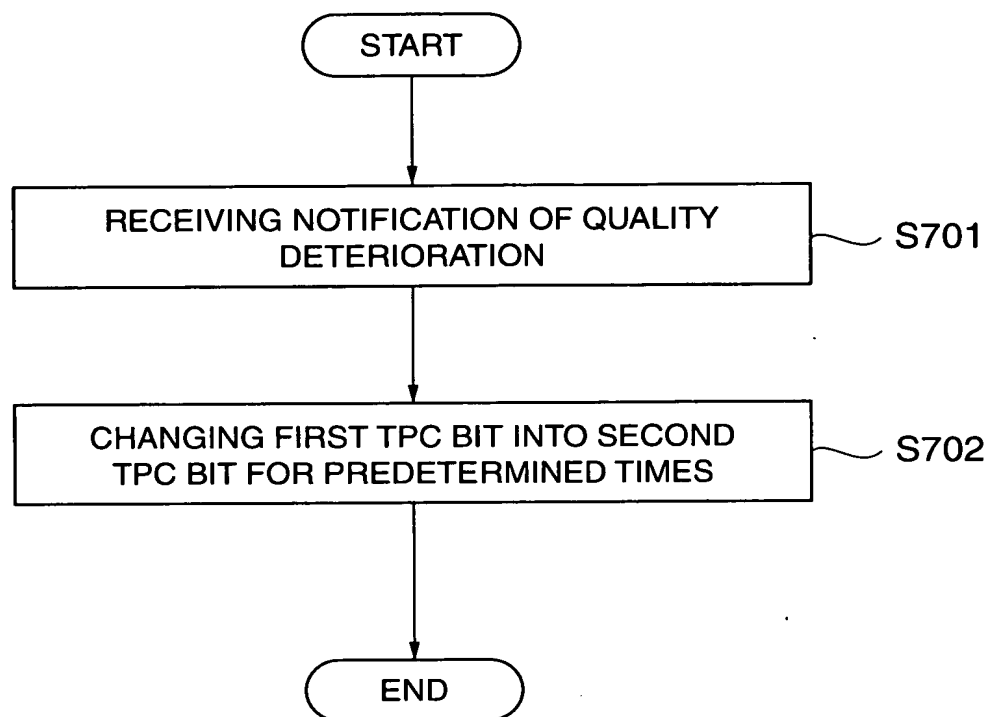 START
RECEIVING NOTIFICATION OF QUALITY
DETERIORATION
S701
CHANGING FIRST TPC BIT INTO SECOND
TPC BIT FOR PREDETERMINED TIMES
S702
END